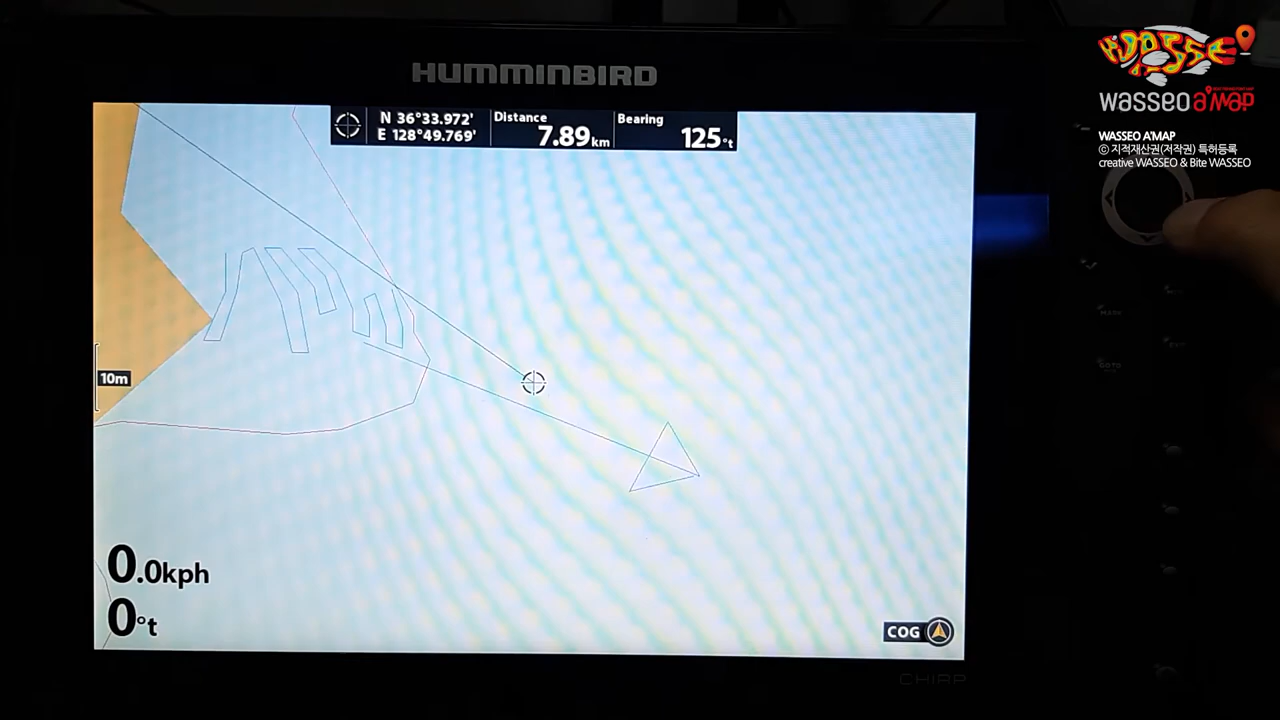 HUMMINBIRD
N 36°33.972'
E 128°49.769'
Distance
7.89km
Bearing
125°t
10m
0.0kph
0°t
COG
CHIRP
WASSEO A'MAP
WASSEO A'MAP
© 지적재산권(저작권) 특허등록
creative WASSEO & Bite WASSEO
MARK
GOTO